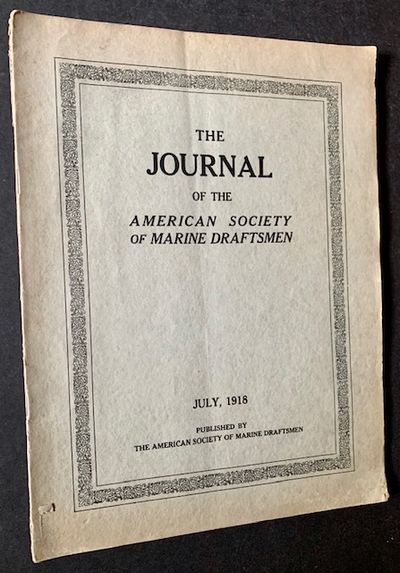 THE
JOURNAL
OF THE
AMERICAN SOCIETY
OF MARINE DRAFTSMEN
JULY, 1918
PUBLISHED BY
THE AMERICAN SOCIETY OF MARINE DRAFTSMEN